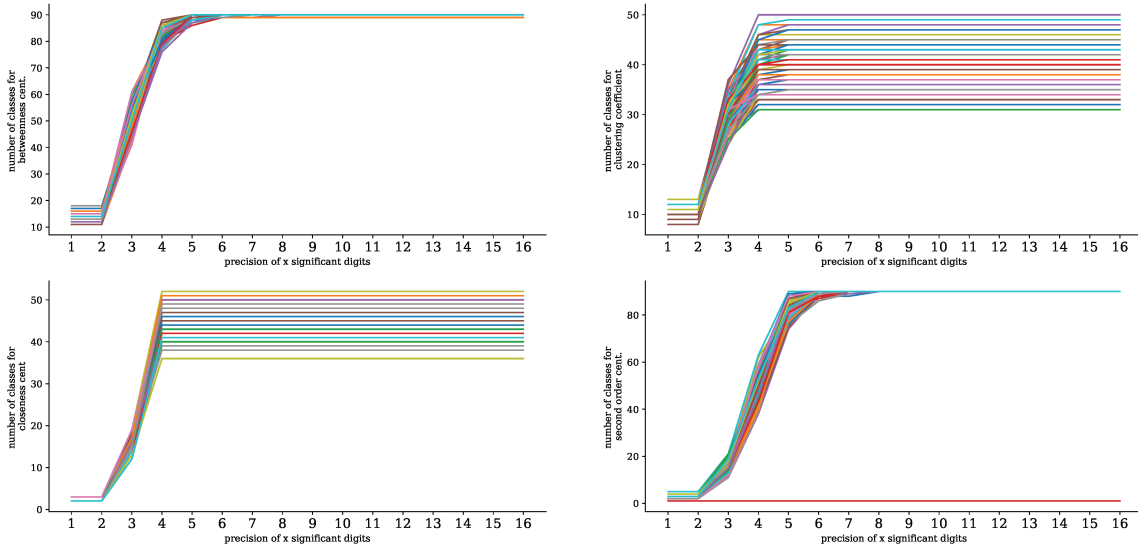 number of classes for
betweenness cent.
90
80
70
60
50
40
30
20
10
1 2 3 4 5 6 7 8 9 10 11 12 13 14 15 16
precision of x significant digits
number of classes for
clustering coefficient
50
40
30
20
10
1 2 3 4 5 6 7 8 9 10 11 12 13 14 15 16
precision of x significant digits
number of classes for
closeness cent
50
40
30
20
10
0
1 2 3 4 5 6 7 8 9 10 11 12 13 14 15 16
precision of x significant digits
number of classes for
second order cent.
80
60
40
20
0
1 2 3 4 5 6 7 8 9 10 11 12 13 14 15 16
precision of x significant digits